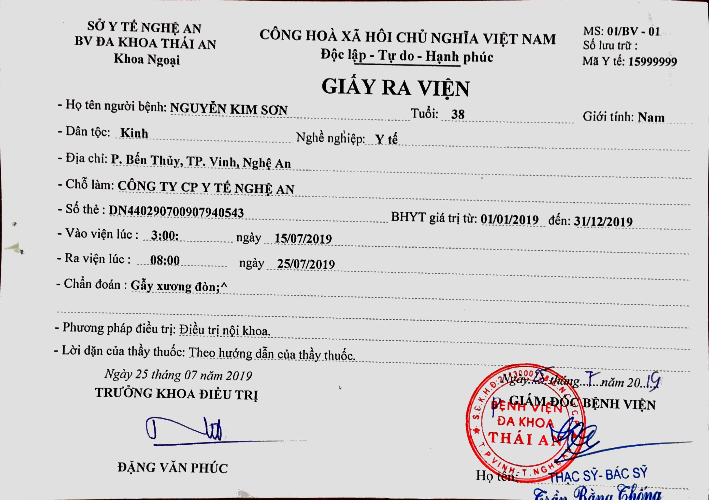 SỞ Y TẾ NGHỆ AN
BV ĐA KHOA THÁI AN
Khoa Ngoại
CỘNG HOÀ XÃ HÔI CHỦ NGHĨA VIỆT NAM
Độc lập - Tự do - Hạnh phúc
MS: 01/BV - 01
Số lưu trữ :
Mã Y tế: 15999999
GIẤY RA VIỆN
- Họ tên người bệnh: NGUYỄN KIM SƠN Tuổi: 38 Giới tính: Nam
- Dân tộc: Kinh Nghề nghiệp: Y tế
- Địa chỉ: P. Bến Thủy, TP. Vinh, Nghệ An
- Chỗ làm: CÔNG TY CP Y TẾ NGHỆ AN
- Số thẻ : DN440290700907940543 BHYT giá trị từ: 01/01/2019 đến: 31/12/2019
- Vào viện lúc : 3:00: ngày 15/07/2019
- Ra viện lúc : 08:00 ngày 25/07/2019
- Chẩn đoán : Gẫy xương đòn;^
- Phương pháp điều trị: Điều trị nội khoa.
- Lời dặn của thầy thuốc: Theo hướng dẫn của thầy thuốc.
Ngày 25 tháng 07 năm 2019
TRƯỞNG KHOA ĐIỀU TRỊ
ĐẶNG VĂN PHÚC
Ngày 25 tháng 7 năm 2019
GIÁM ĐỐC BỆNH VIỆN
BỆNH VIỆN
ĐA KHOA
THÁI AN
T.P VINH-T.NGHỆ AN
Họ tên: THẠC SỸ- BÁC SỸ
Trần Bằng Thống